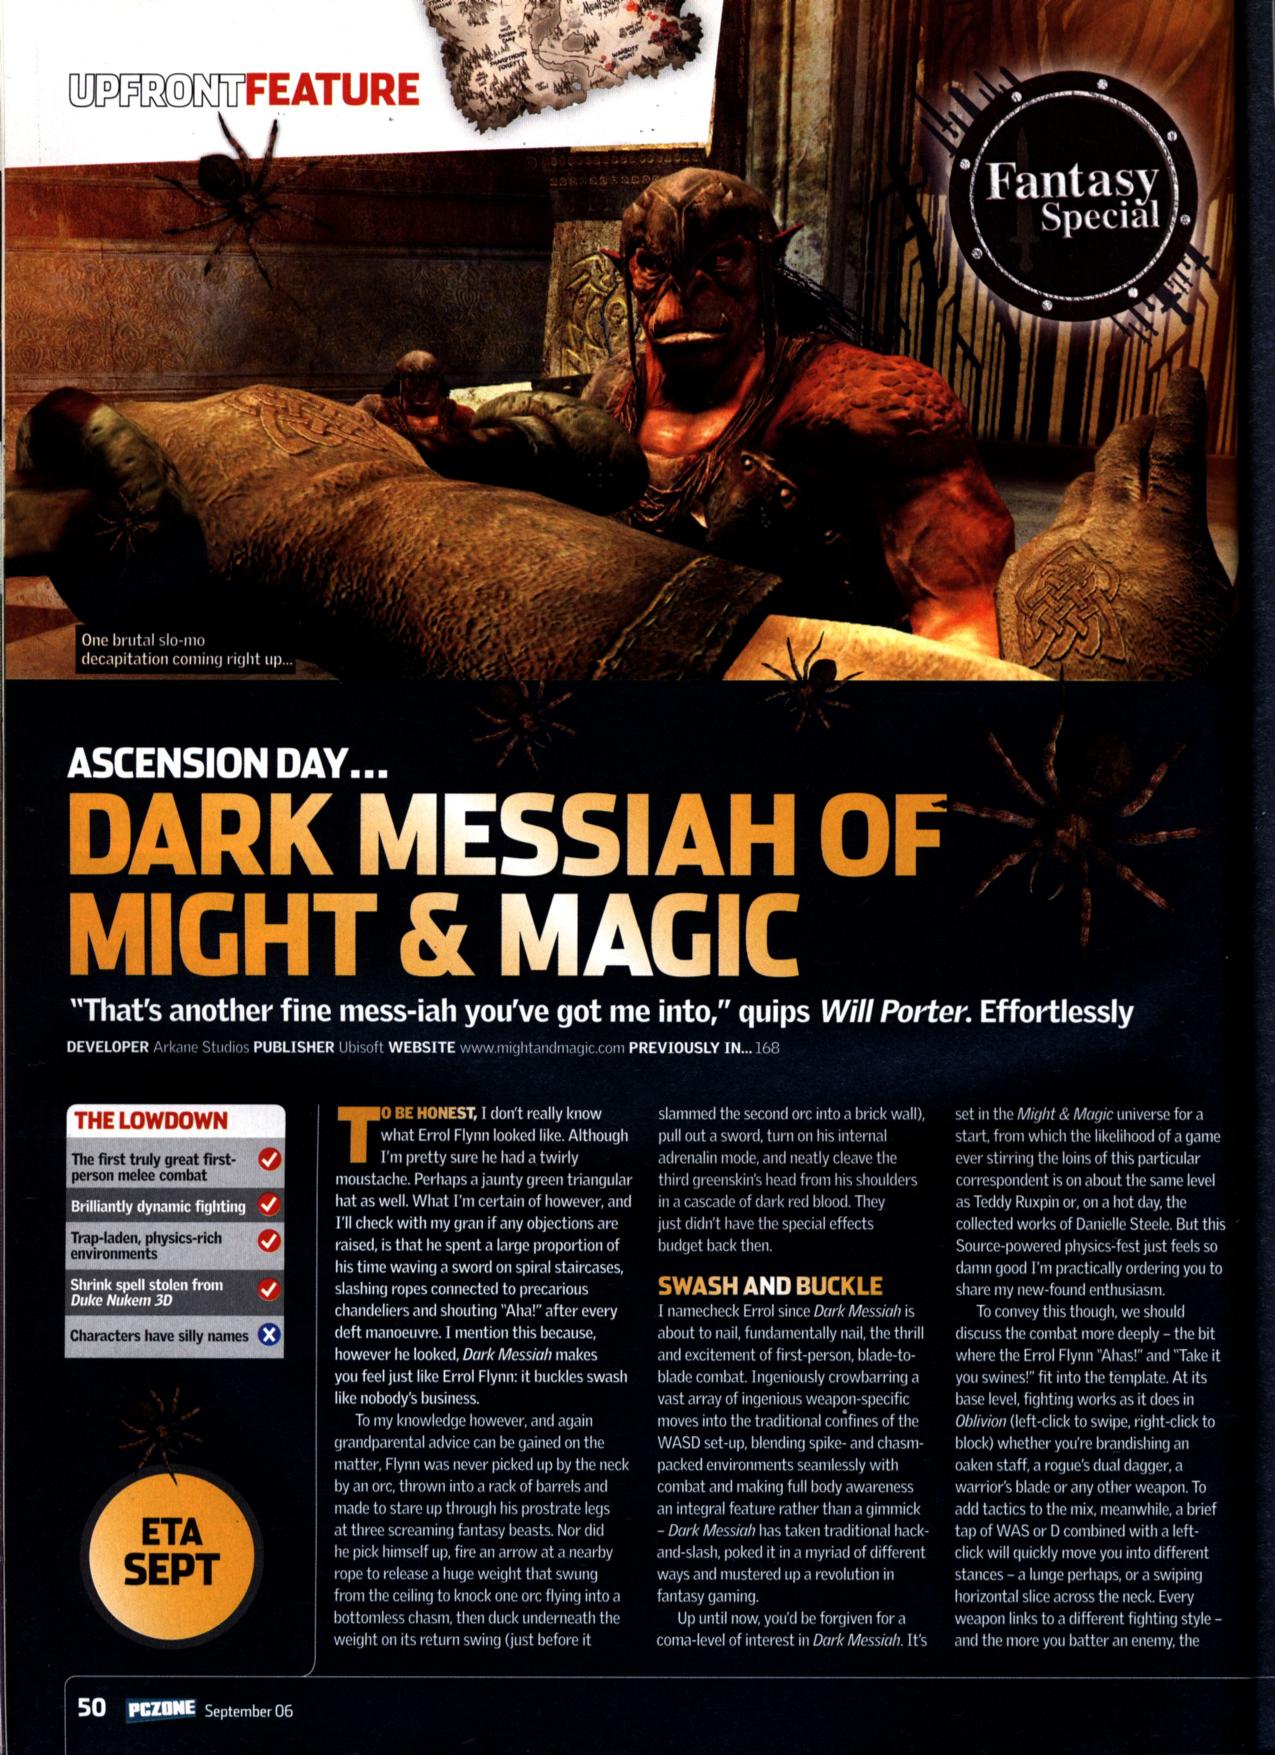 UPFRONTFEATURE
Fantasy
Special
One brutal slo-mo
decapitation coming right up...
ASCENSION DAY...
DARK MESSIAH OF
MIGHT & MAGIC
"That's another fine mess-iah you've got me into," quips Will Porter. Effortlessly
DEVELOPER Arkane Studios PUBLISHER Ubisoft WEBSITE www.mightandmagic.com PREVIOUSLY IN... 168
THE LOWDOWN
The first truly great first-
person melee combat
Brilliantly dynamic fighting
Trap-laden, physics-rich
environments
Shrink spell stolen from
Duke Nukem 3D
Characters have silly names
ETA
SEPT
TO BE HONEST, I don't really know
what Errol Flynn looked like. Although
I'm pretty sure he had a twirly
moustache. Perhaps a jaunty green triangular
hat as well. What I'm certain of however, and
I'll check with my gran if any objections are
raised, is that he spent a large proportion of
his time waving a sword on spiral staircases,
slashing ropes connected to precarious
chandeliers and shouting "Aha!" after every
deft manoeuvre. I mention this because,
however he looked, Dark Messiah makes
you feel just like Errol Flynn: it buckles swash
like nobody's business.
To my knowledge however, and again
grandparental advice can be gained on the
matter, Flynn was never picked up by the neck
by an orc, thrown into a rack of barrels and
made to stare up through his prostrate legs
at three screaming fantasy beasts. Nor did
he pick himself up, fire an arrow at a nearby
rope to release a huge weight that swung
from the ceiling to knock one orc flying into a
bottomless chasm, then duck underneath the
weight on its return swing (just before it
slammed the second orc into a brick wall),
pull out a sword, turn on his internal
adrenalin mode, and neatly cleave the
third greenskin's head from his shoulders
in a cascade of dark red blood. They
just didn't have the special effects
budget back then.
SWASH AND BUCKLE
I namecheck Errol since Dark Messiah is
about to nail, fundamentally nail, the thrill
and excitement of first-person, blade-to-
blade combat. Ingeniously crowbarring a
vast array of ingenious weapon-specific
moves into the traditional confines of the
WASD set-up, blending spike- and chasm-
packed environments seamlessly with
combat and making full body awareness
an integral feature rather than a gimmick
– Dark Messiah has taken traditional hack-
and-slash, poked it in a myriad of different
ways and mustered up a revolution in
fantasy gaming.
Up until now, you'd be forgiven for a
coma-level of interest in Dark Messiah. It's
set in the Might & Magic universe for a
start, from which the likelihood of a game
ever stirring the loins of this particular
correspondent is on about the same level
as Teddy Ruxpin or, on a hot day, the
collected works of Danielle Steele. But this
Source-powered physics-fest just feels so
damn good I'm practically ordering you to
share my new-found enthusiasm.
To convey this though, we should
discuss the combat more deeply – the bit
where the Errol Flynn "Ahas!" and "Take it
you swines!" fit into the template. At its
base level, fighting works as it does in
Oblivion (left-click to swipe, right-click to
block) whether you're brandishing an
oaken staff, a rogue's dual dagger, a
warrior's blade or any other weapon. To
add tactics to the mix, meanwhile, a brief
tap of WAS or D combined with a left-
click will quickly move you into different
stances – a lunge perhaps, or a swiping
horizontal slice across the neck. Every
weapon links to a different fighting style –
and the more you batter an enemy, the
50 PCZONE September 06